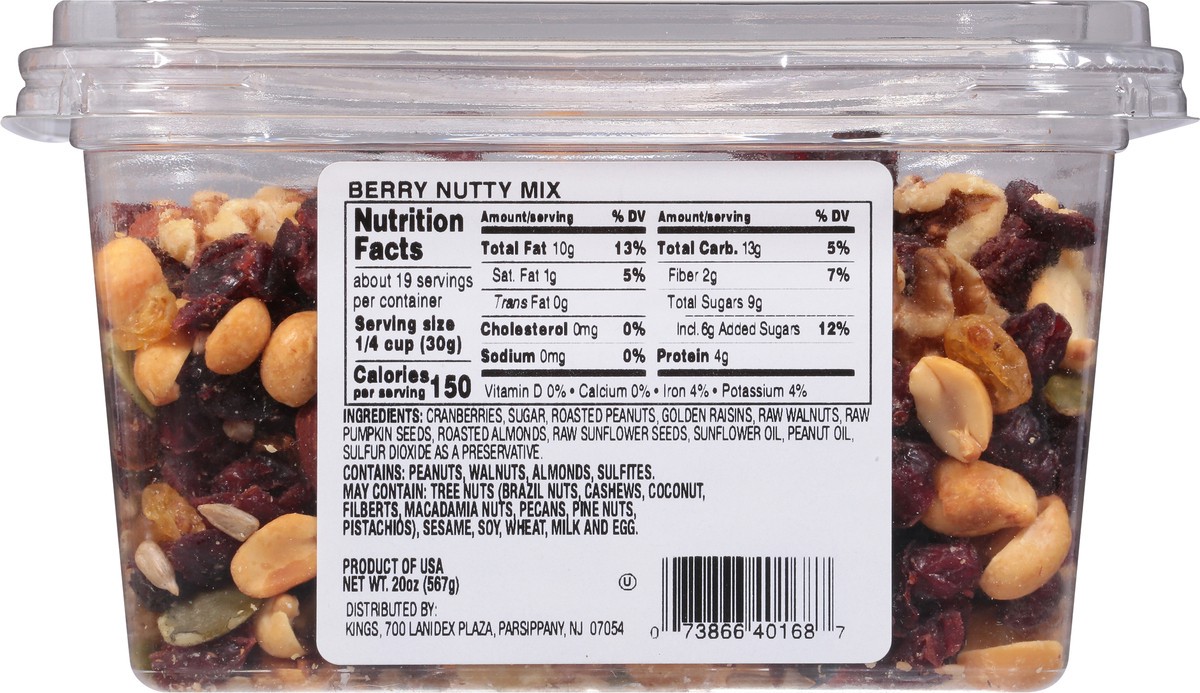 BERRY NUTTY MIX
Nutrition
Facts
about 19 servings
per container
Serving size
1/4 cup (30g)
Calories
per serving 150
Amount/serving % DV
Total Fat 10g 13%
Sat. Fat 1g 5%
Trans Fat 0g
Cholesterol 0mg 0%
Sodium 0mg 0%
Amount/serving % DV
Total Carb. 13g 5%
Fiber 2g 7%
Total Sugars 9g
Incl. 6g Added Sugars 12%
Protein 4g
Vitamin D 0% • Calcium 0% • Iron 4% • Potassium 4%
INGREDIENTS: CRANBERRIES, SUGAR, ROASTED PEANUTS, GOLDEN RAISINS, RAW WALNUTS, RAW
PUMPKIN SEEDS, ROASTED ALMONDS, RAW SUNFLOWER SEEDS, SUNFLOWER OIL, PEANUT OIL,
SULFUR DIOXIDE AS A PRESERVATIVE.
CONTAINS: PEANUTS, WALNUTS, ALMONDS, SULFITES.
MAY CONTAIN: TREE NUTS (BRAZIL NUTS, CASHEWS, COCONUT,
FILBERTS, MACADAMIA NUTS, PECANS, PINE NUTS,
PISTACHIOS), SESAME, SOY, WHEAT, MILK AND EGG.
PRODUCT OF USA
NET WT. 20oz (567g)
DISTRIBUTED BY:
KINGS, 700 LANIDEX PLAZA, PARSIPPANY, NJ 07054
U
0 73866 40168 7